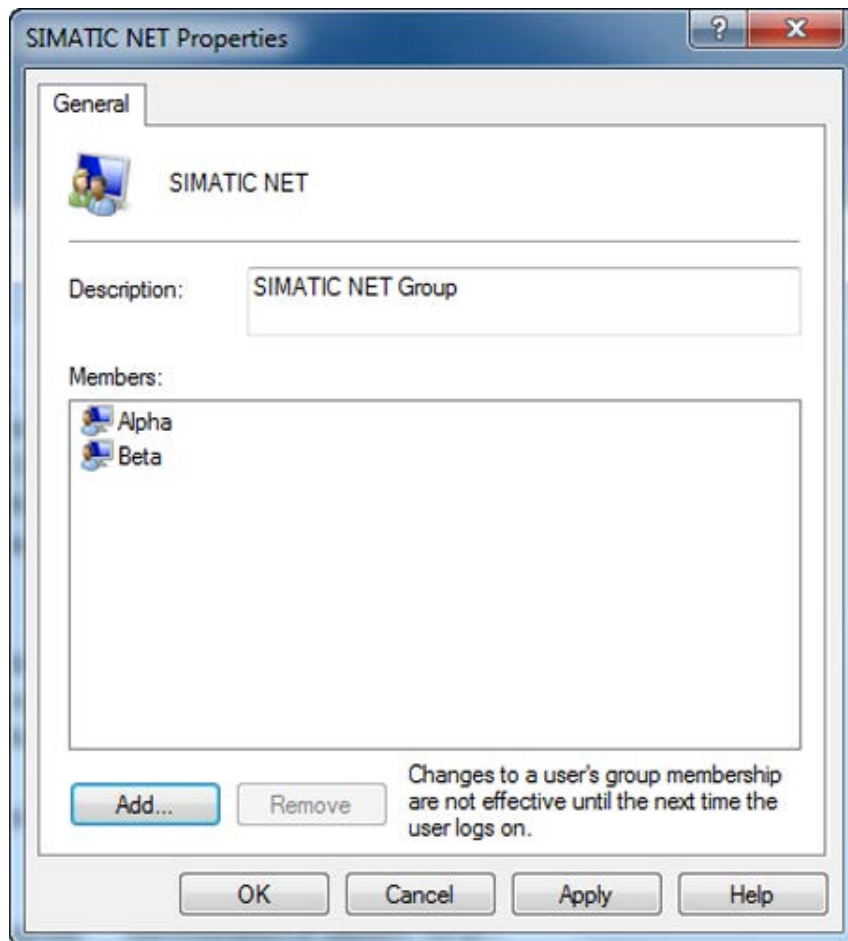 SIMATIC NET Properties
General
SIMATIC NET
Description:
SIMATIC NET Group
Members:
Alpha
Beta
Add...
Remove
Changes to a user's group membership
are not effective until the next time the
user logs on.
OK
Cancel
Apply
Help